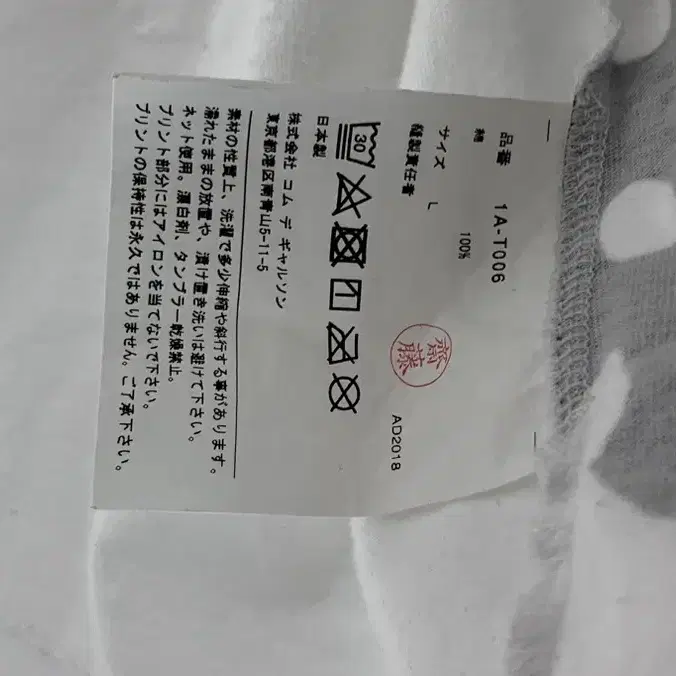 品番 1A-T006
綿 100%
サイズ L
縫製責任者 齋藤
AD2018
30
日本製
株式会社 コム デ ギャルソン
東京都港区南青山5-11-5
素材の性質上、洗濯で多少伸縮や斜行する事があります。
濡れたままの放置や、漬け置き洗いは避けて下さい。
ネット使用。漂白剤、タンブラー乾燥禁止。
プリント部分にはアイロンを当てないで下さい。
プリントの保持性は永久ではありません。ご了承下さい。